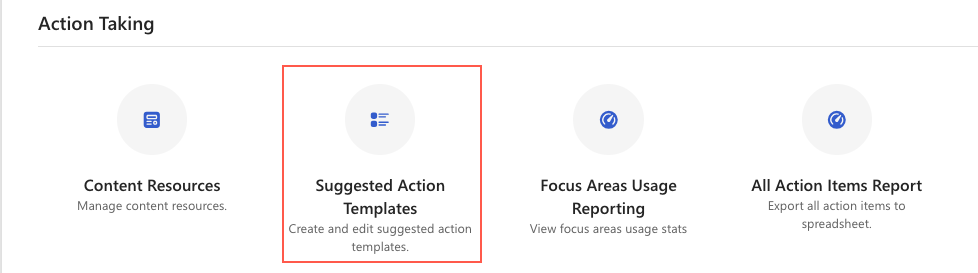 Action Taking
Content Resources
Manage content resources.
Suggested Action
Templates
Create and edit suggested action
templates.
Focus Areas Usage
Reporting
View focus areas usage stats
All Action Items Report
Export all action items to
spreadsheet.